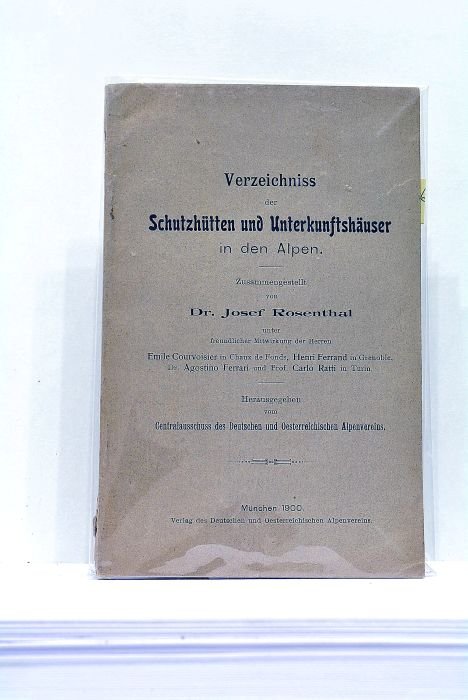 Verzeichniss
der
Schutzhütten und Unterkunftshäuser
in den Alpen.
Zusammengestellt
von
Dr. Josef Rosenthal
unter
freundlicher Mitwirkung der Herren
Emile Courvoisier in Chaux de Fonds, Henri Ferrand in Grenoble,
Dr. Agostino Ferrari und Prof. Carlo Ratti in Turin
Herausgegeben
vom
Centralausschuss des Deutschen und Oesterreichischen Alpenvereins.
München 1900.
Verlag des Deutschen und Oesterreichischen Alpenvereins.